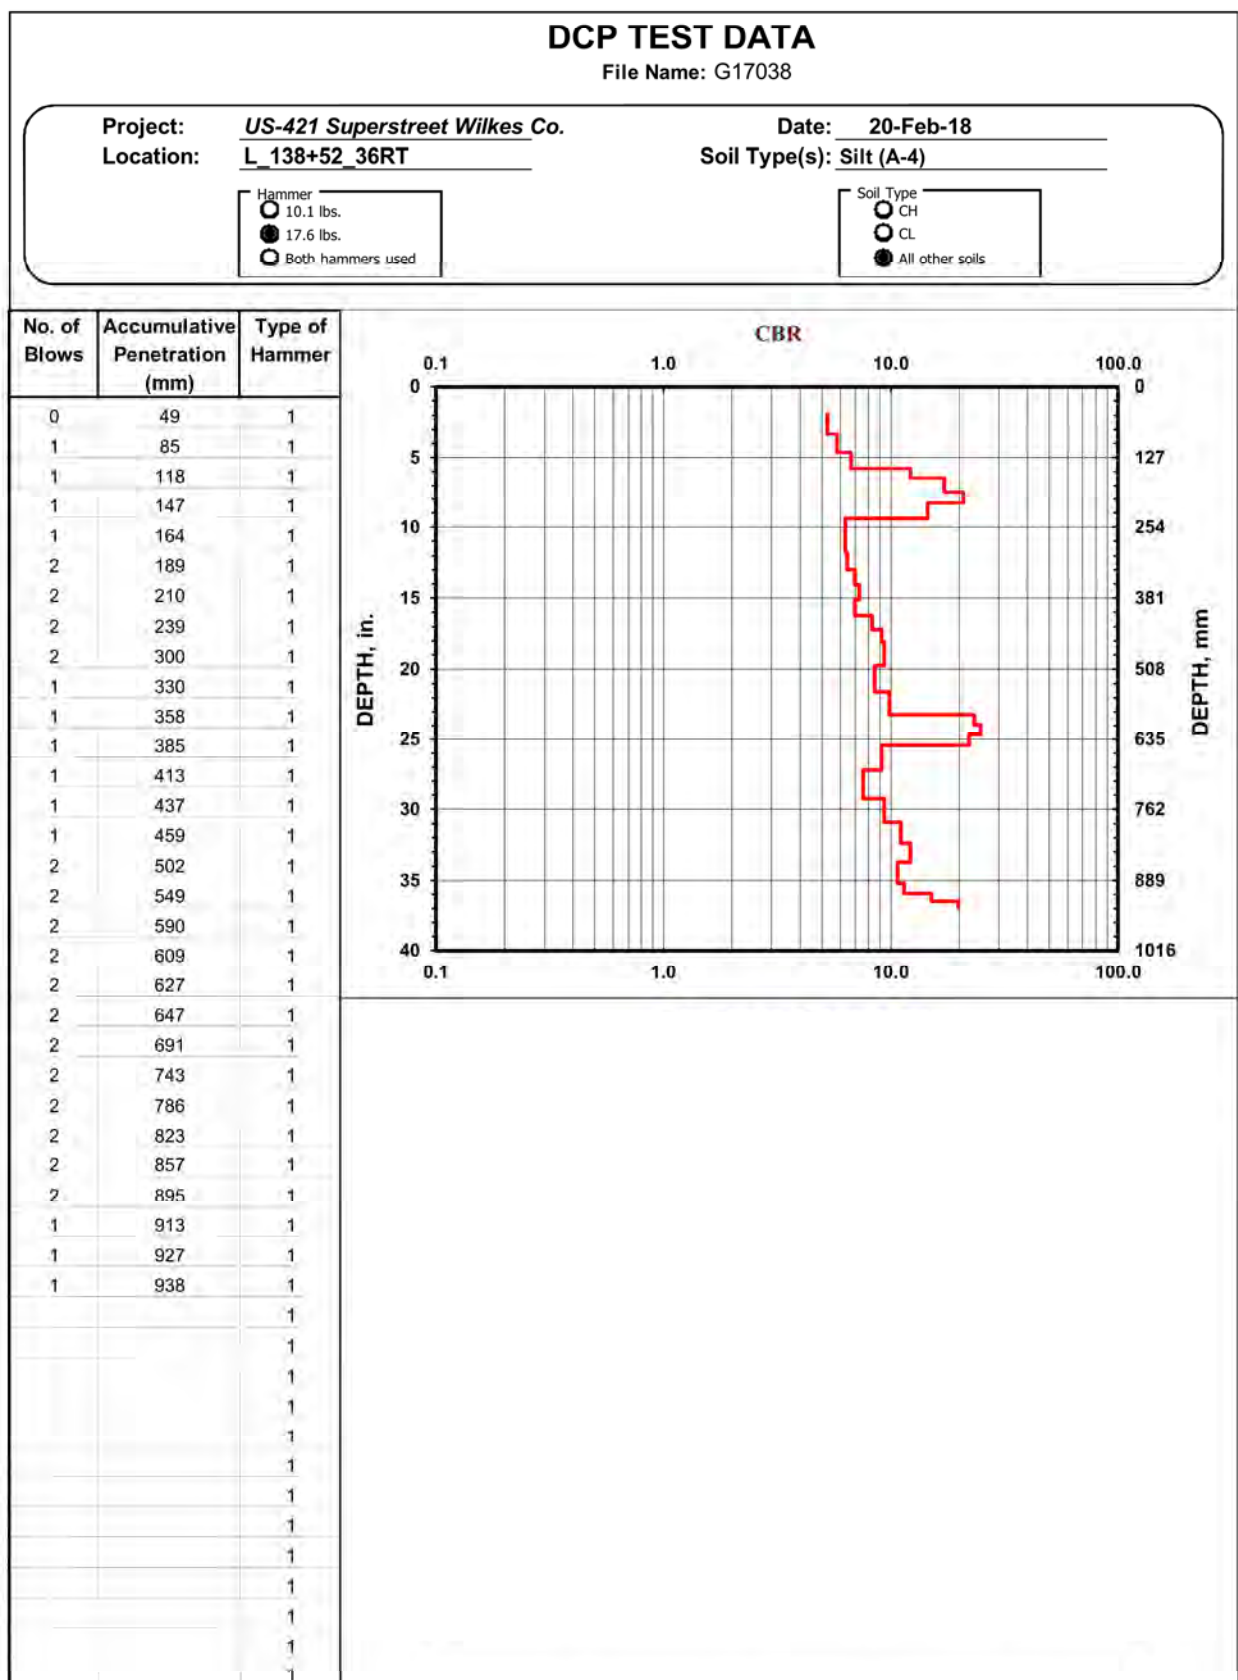 DCP TEST DATA
File Name: G17038
Project: US-421 Superstreet Wilkes Co. Date: 20-Feb-18
Location: L_138+52_36RT Soil Type(s): Silt (A-4)
Hammer
10.1 lbs.
17.6 lbs.
Both hammers used
Soil Type
CH
CL
All other soils
No. of Blows Accumulative Penetration (mm) Type of Hammer
0 49 1
1 85 1
1 118 1
1 147 1
1 164 1
2 189 1
2 210 1
2 239 1
2 300 1
1 330 1
1 358 1
1 385 1
1 413 1
1 437 1
1 459 1
2 502 1
2 549 1
2 590 1
2 609 1
2 627 1
2 647 1
2 691 1
2 743 1
2 786 1
2 823 1
2 857 1
2 895 1
1 913 1
1 927 1
1 938 1
1
1
1
1
1
1
1
1
1
1
1
1
1
CBR
0.1 1.0 10.0 100.0
0 0
5 127
10 254
15 381
20 508
25 635
30 762
35 889
40 1016
0.1 1.0 10.0 100.0
DEPTH, in.
DEPTH, mm